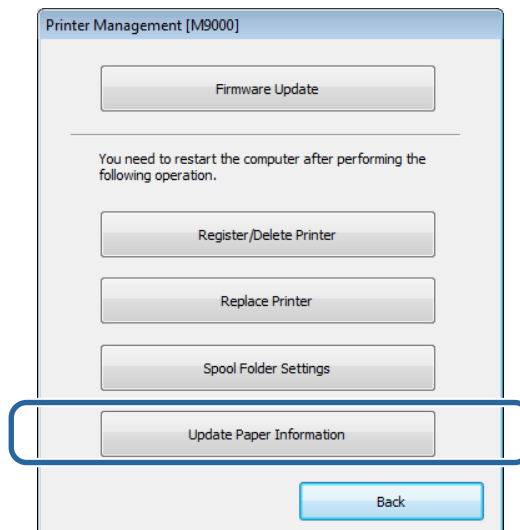 Printer Management [M9000]
Firmware Update
You need to restart the computer after performing the
following operation.
Register/Delete Printer
Replace Printer
Spool Folder Settings
Update Paper Information
Back